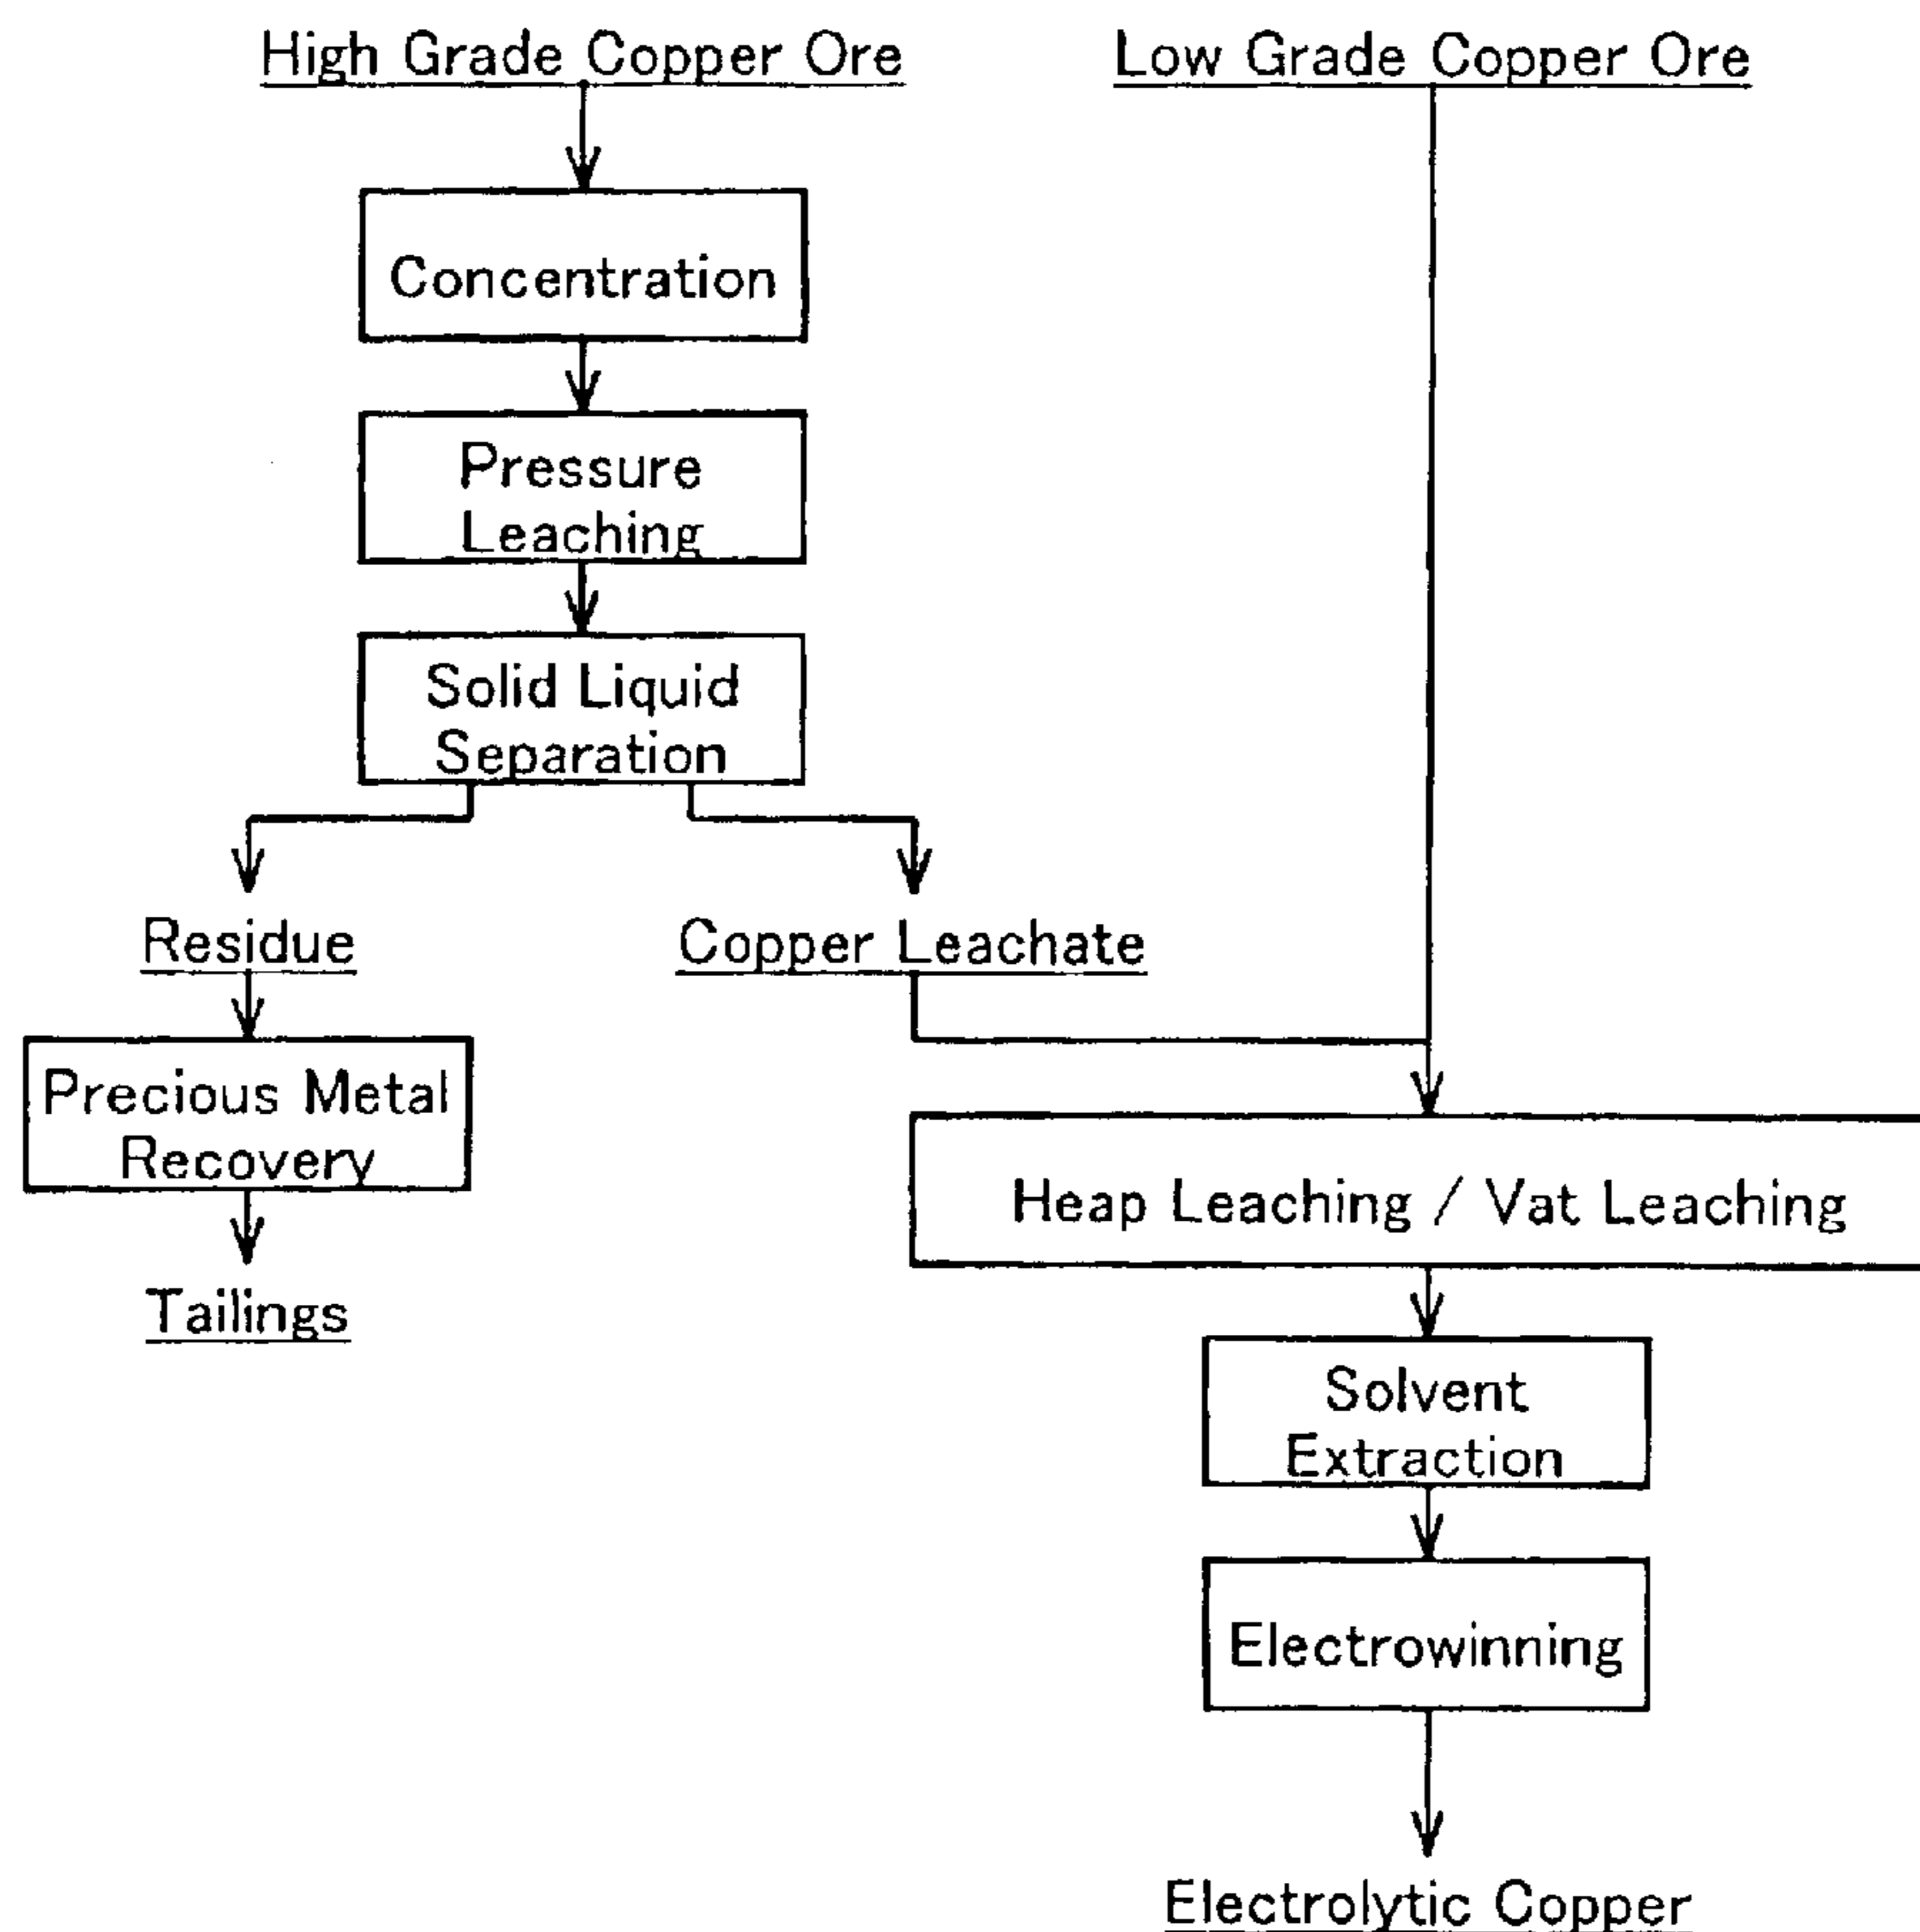 High Grade Copper Ore
Low Grade Copper Ore
Concentration
Pressure
Leaching
Solid Liquid
Separation
Residue
Copper Leachate
Precious Metal
Recovery
Heap Leaching / Vat Leaching
Tailings
Solvent
Extraction
Electrowinning
Electrolytic Copper